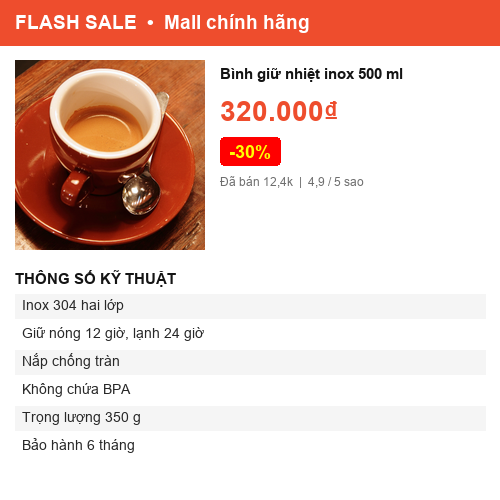 FLASH SALE • Mall chính hãng
Bình giữ nhiệt inox 500 ml
320.000₫
-30%
Đã bán 12,4k | 4,9 / 5 sao
THÔNG SỐ KỸ THUẬT
Inox 304 hai lớp
Giữ nóng 12 giờ, lạnh 24 giờ
Nắp chống tràn
Không chứa BPA
Trọng lượng 350 g
Bảo hành 6 tháng